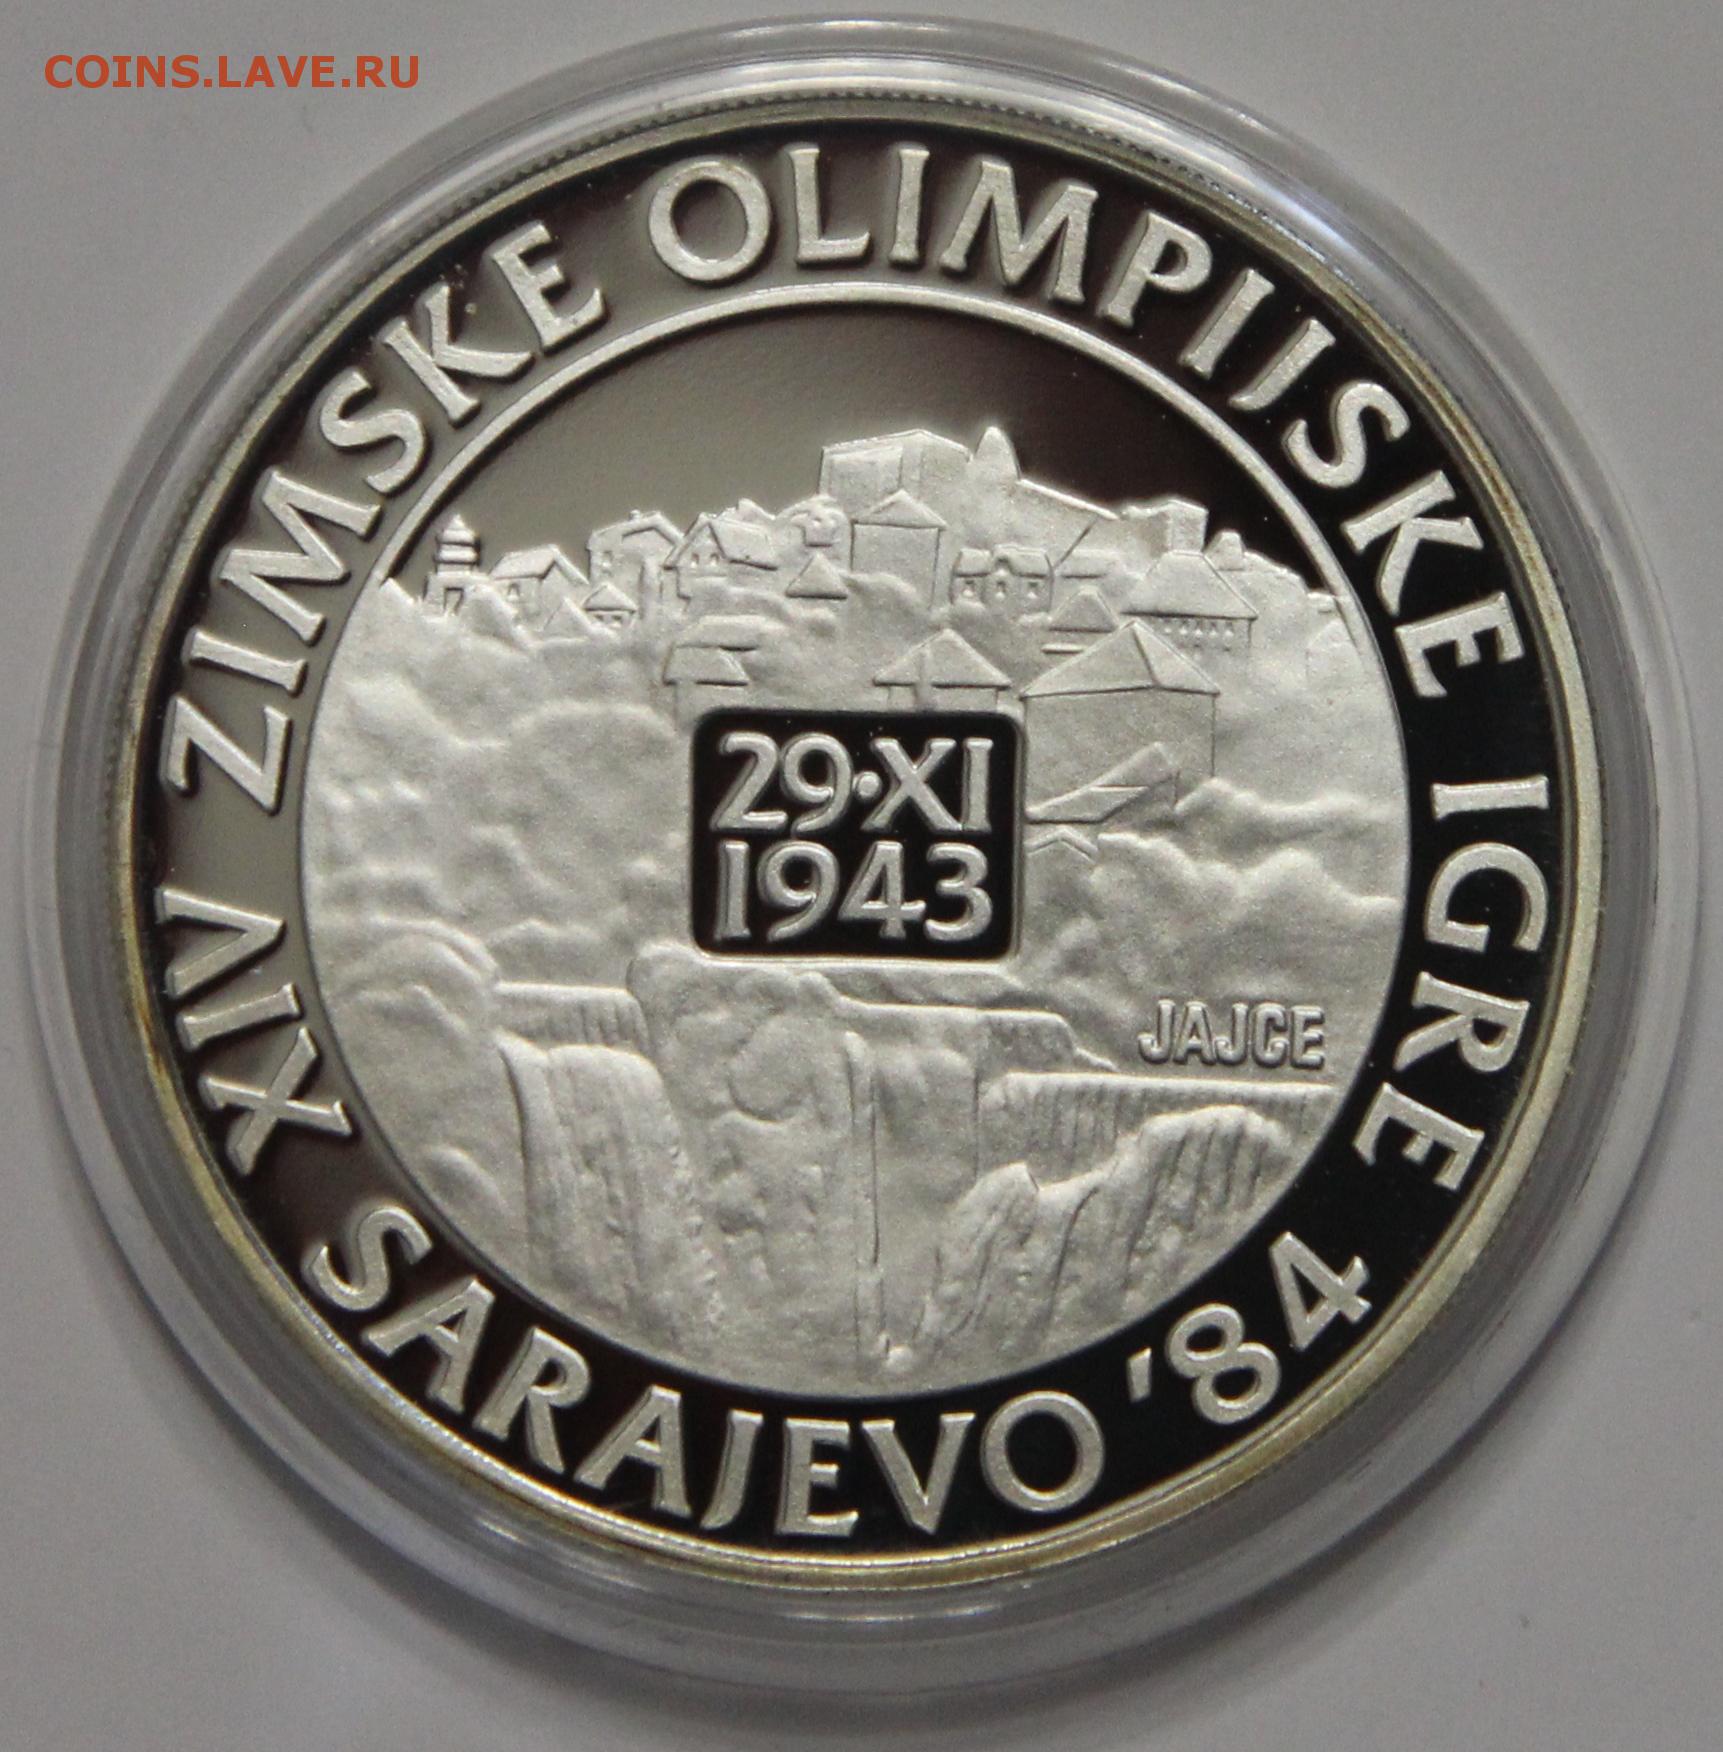 COINS.LAVE.RU
XIV ZIMSKE OLIMPIJSKE IGRE
SARAJEVO '84
29·XI
1943
JAJCE